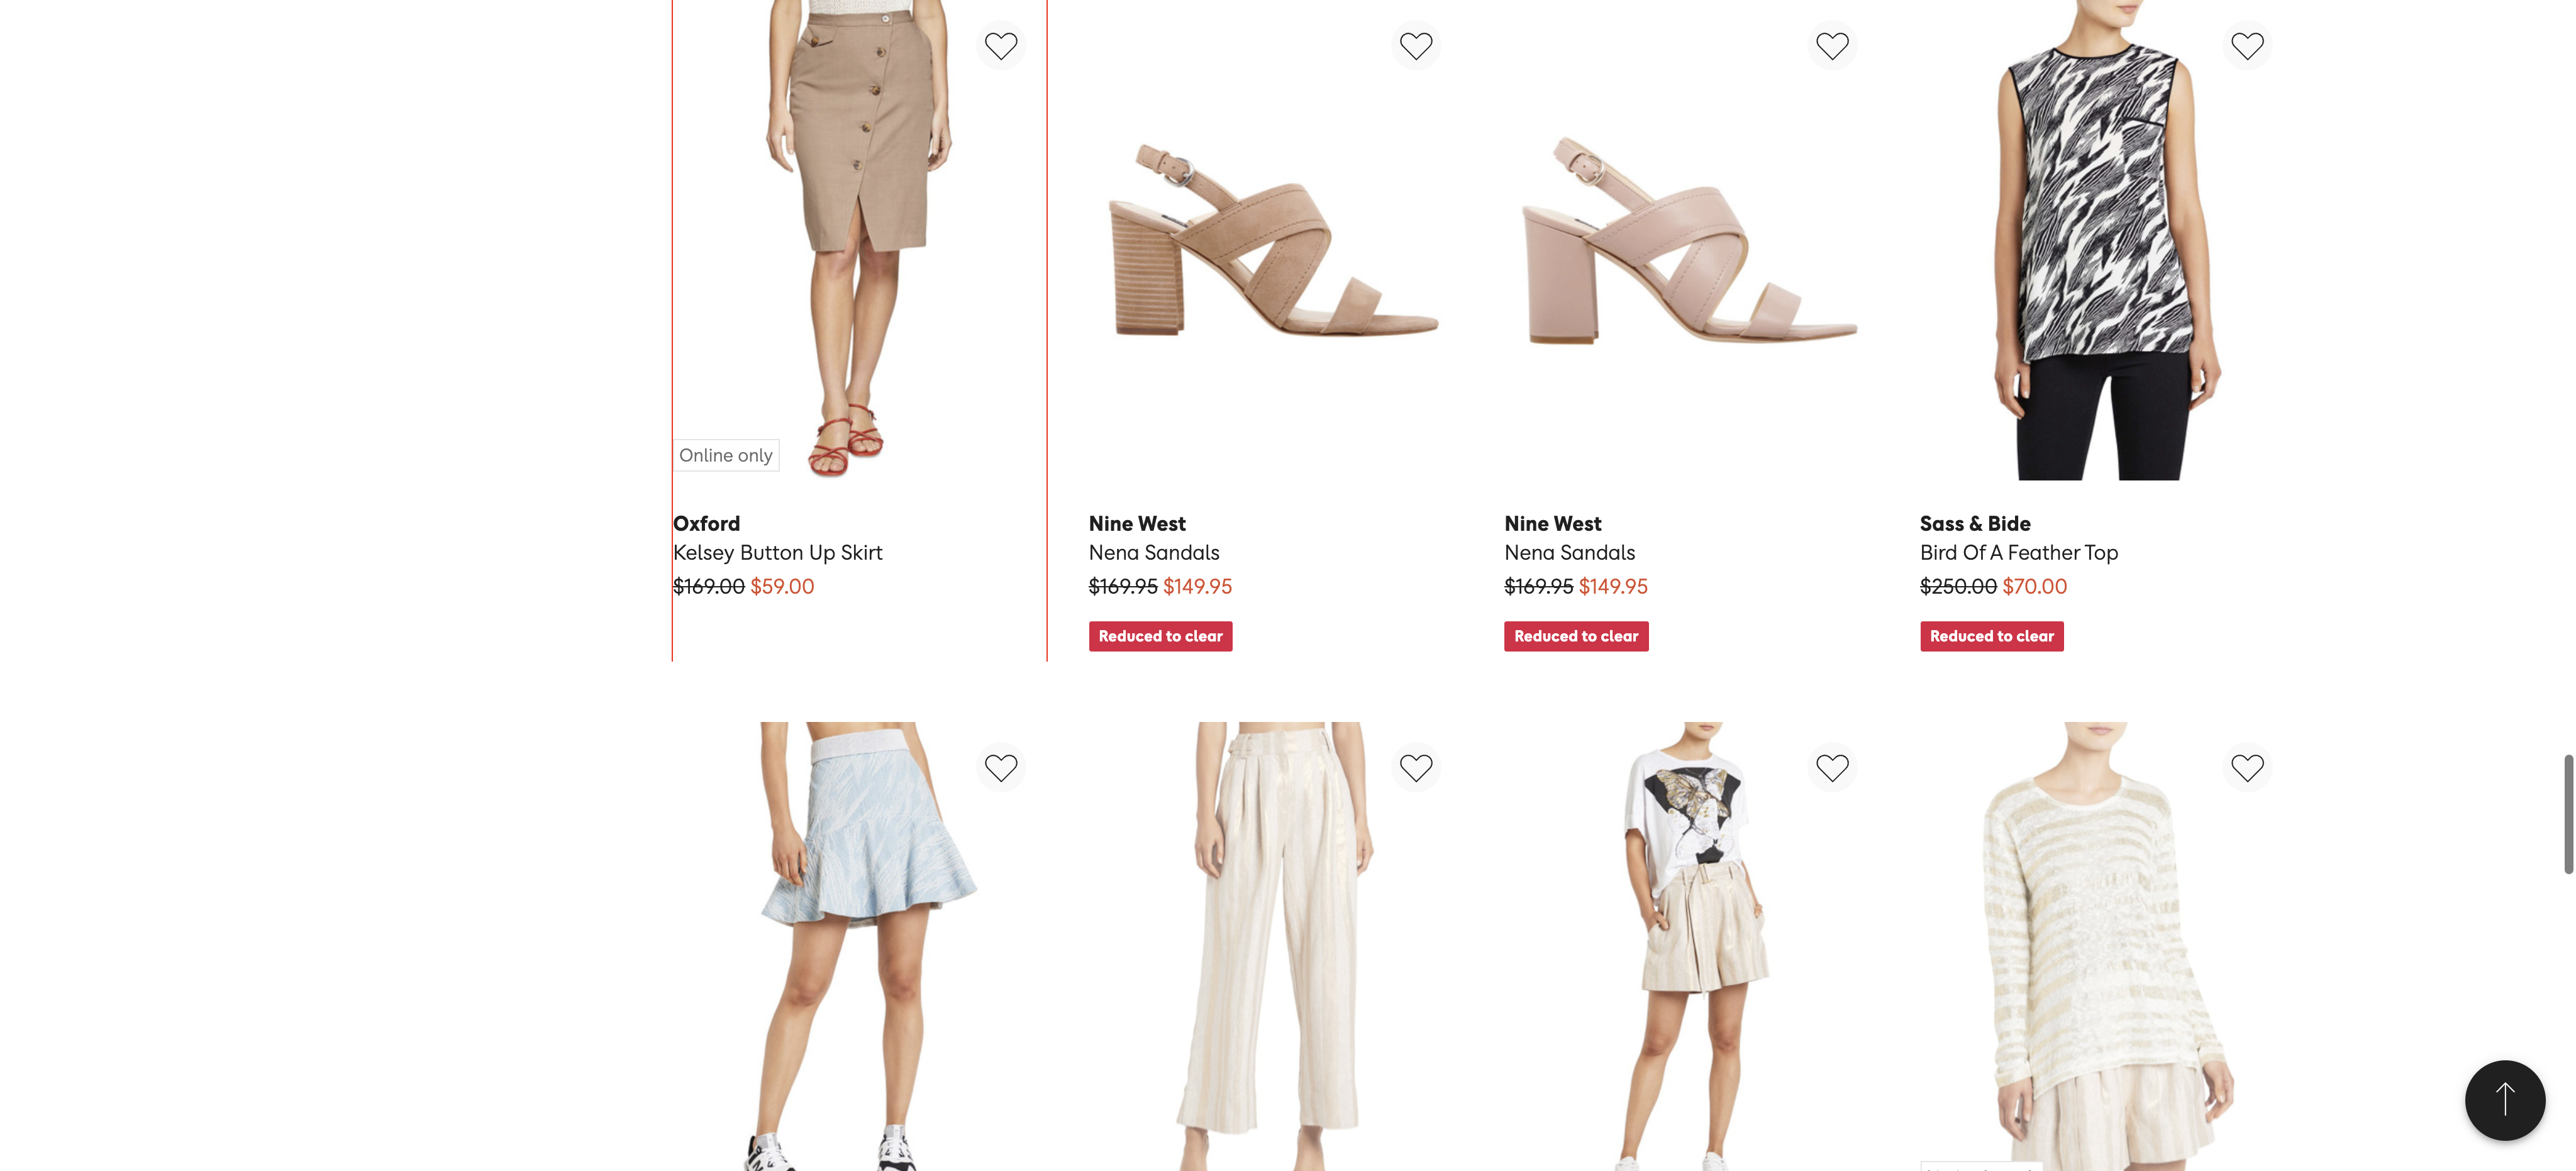 Online only
Oxford
Kelsey Button Up Skirt
$169.00 $59.00
Nine West
Nena Sandals
$169.95 $149.95
Reduced to clear
Nine West
Nena Sandals
$169.95 $149.95
Reduced to clear
Sass & Bide
Bird Of A Feather Top
$250.00 $70.00
Reduced to clear